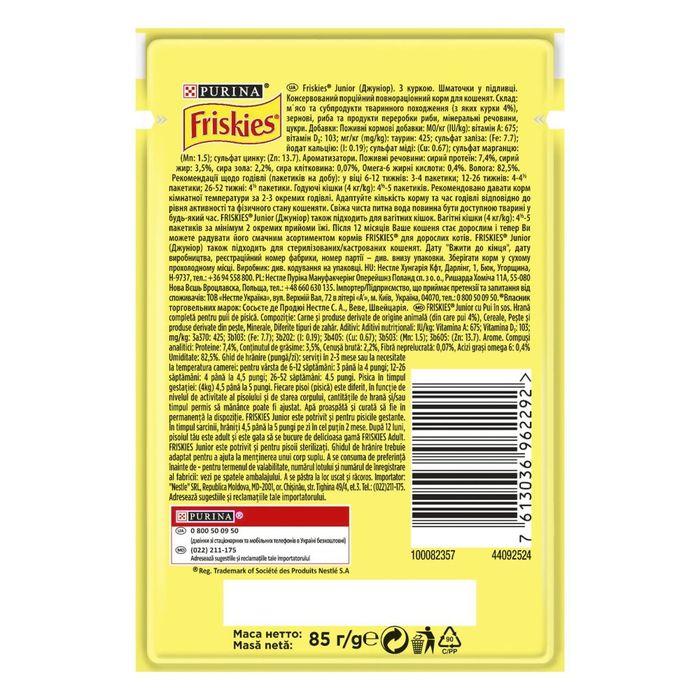 PURINA
Friskies®
UA Friskies® Junior (Джуніор). З куркою. Шматочки у підливці.
Консервований порційний повнораціонний корм для кошенят. Склад:
м'ясо та субпродукти тваринного походження (з яких курки 4%),
зернові, риба та продукти переробки риби, мінеральні речовини,
цукри. Добавки: Поживні кормові добавки: МО/кг (IU/kg): вітамін А: 675;
вітамін D₃: 103; мг/кг (mg/kg): таурин: 425; сульфат заліза (Fe: 7.7);
йодат кальцію (I: 0.19); сульфат міді (Cu: 0.67); сульфат марганцю
(Mn: 1.5); сульфат цинку: (Zn: 13.7). Ароматизатори. Поживні речовини: сирий протеїн: 7,4%, сирий
жир: 3,5%, сира зола: 2,2%, сира клітковина: 0,07%, Омега-6 жирні кислоти: 0,4%. Волога: 82,5%.
Рекомендації щодо годівлі (пакетиків на добу): у віці 6-12 тижнів: 3-4 пакетики; 12-26 тижнів: 4-4½
пакетики; 26-52 тижнів: 4½ пакетиків. Годуючі кішки (4 кг/kg): 4½-5 пакетиків. Рекомендовано давати корм
кімнатної температури за 2-3 окремих годівлі. Адаптуйте кількість корму та час годівлі відповідно до
рівня активності та фізичного стану кошеняти. Свіжа чиста питна вода повинна бути доступною тварині у
будь-який час. FRISKIES® Junior (Джуніор) також підходить для вагітних кішок. Вагітні кішки (4 кг/kg): 4½-5
пакетиків за мінімум 2 окремих прийоми їжі. Після 12 місяців Ваше кошеня стає дорослим і тепер Ви
можете радувати його смачним асортиментом кормів FRISKIES® для дорослих котів. FRISKIES® Junior
(Джуніор) також підходить для стерилізованих/кастрованих кошенят. Дату "Вжити до кінця", дату
виробництва, реєстраційний номер фабрики, номер партії – див. внизу упаковки. Зберігати корм у сухому
прохолодному місці. Виробник: див. кодування на упаковці. HU: Нестле Хунгарія Кфт, Дарлінг, 1, Бюк, Угорщина,
Н-9737, тел.: +36 94 558 800. PL: Нестле Пуріна Мануфекчурінг Оперейшнз Поланд сп. з о.о., Рishарда Хомча 11A, 55-080
Нова Вєшь Вроцлавська, Польща, тел.: +48 660 630 135. Імпортер/Підприємство, що приймає претензії та запитання від
споживачів: ТОВ «Нестле Україна», вул. Верхній Вал, 72 в літері «А», м. Київ, Україна, 04070, тел. 0 800 50 09 50. ®Власник
торговельних марок: Сосьєте де Продюі Нестле С. А., Веве, Швейцарія. MD FRISKIES® Junior cu Pui în sos. Hrană
completă pentru puii de pisică. Compoziție: Carne și produse derivate de origine animală (din care pui 4%), Cereale, Pește și
produse derivate din pește, Minerale, Diferite tipuri de zahăr. Aditivi: Aditivi nutriționali: IU/kg: Vitamina A: 675; Vitamina D₃: 103;
mg/kg: 3a370: 425; 3b103: (Fe: 7.7); 3b202: (I: 0.19); 3b405: (Cu: 0.67); 3b503: (Mn: 1.5); 3b605: (Zn: 13.7). Arome. Compoziți:
Proteine: 7,4%, Conținutul de grăsime: 3,5%, Cenușă brută: 2,2%, Fibră neprelucrată: 0,07%, Acizi grași omega 6: 0,4%
Umiditate: 82,5%. Ghid de hrănire (pungă/zi): serviți în 2-3 mese sau la necesitate
la temperatura camerei: pentru vârsta de 6-12 săptămâni: 3 până la 4 pungi; 12-26
săptămâni: 4 până la 4,5 pungi; 26-52 săptămâni: 4.5 pungi. Pisica în timpul
gestației: (4kg) 4,5 până la 5 pungi. Fiecare pisoi (pisică) este diferit, în funcție de
nivelul de activitate al pisoiului și de starea corpului, cantitățile de hrană și/sau
timpul permis să mănânce poate fi ajustat. Apă proaspătă și curată să fie în
permanență la dispoziție. FRISKIES® Junior este potrivit și pentru pisici gestante.
În timpul sarcinii, hrăniți 4,5 până la 5 pungi pe zi în cel puțin 2 mese. După 12 luni,
pisoiul tău este adult și este gata să se bucure de delicioasa gamă FRISKIES Adult.
FRISKIES Junior este potrivit și pentru pisoii sterilizați. Ghidul de hrănire trebuie
adaptat pentru a ajuta la menținerea unui corp suplu. A se consuma de preferință
înainte de - pentru termenul de valabilitate, numărul lotului și numărul de înregistrare
al fabricii: vezi pe spatele ambalajului. A se păstra la loc uscat și răcoros. Importator:
"Nestle" SRL, Republica Moldova, MD-2001, or. Chișinău, str. Tighina 49/4, et.3. Tel.: (022)211-175.
Adresează sugestiile și reclamațiile tale importatorului.
7 613036 962292 >
100082357 44092524
PURINA®
UA 0 800 50 09 50
(дзвінки зі стаціонарних та мобільних телефонів в Україні безкоштовні)
MD (022) 211-175
Adresează sugestiile și reclamațiile tale importatorului
® Reg. Trademark of Société des Produits Nestlé S.A
Маса нетто:
Masă netă:
85 г/g e
90
C/PP